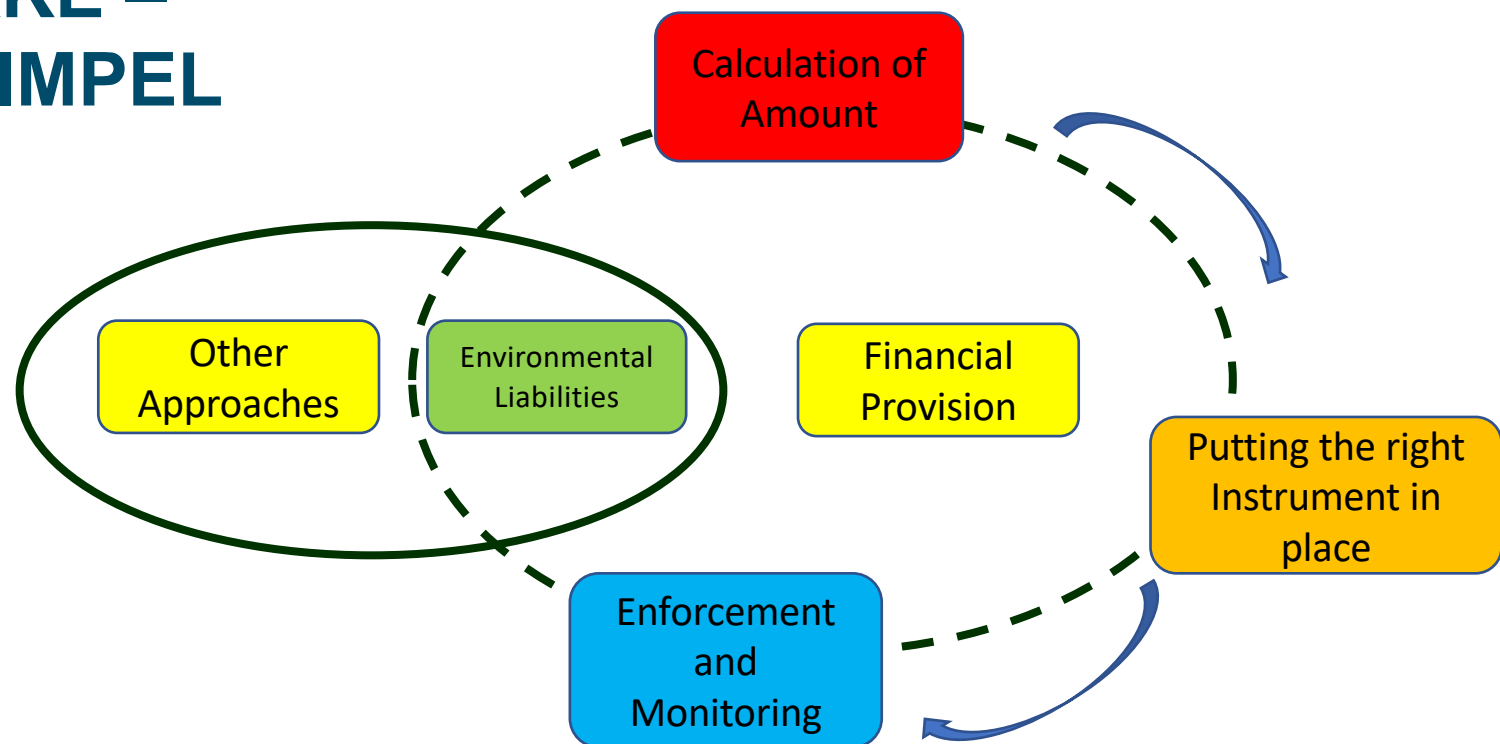 IMPEL
Calculation of
Amount
Other
Approaches
Environmental
Liabilities
Financial
Provision
Putting the right
Instrument in
place
Enforcement
and
Monitoring